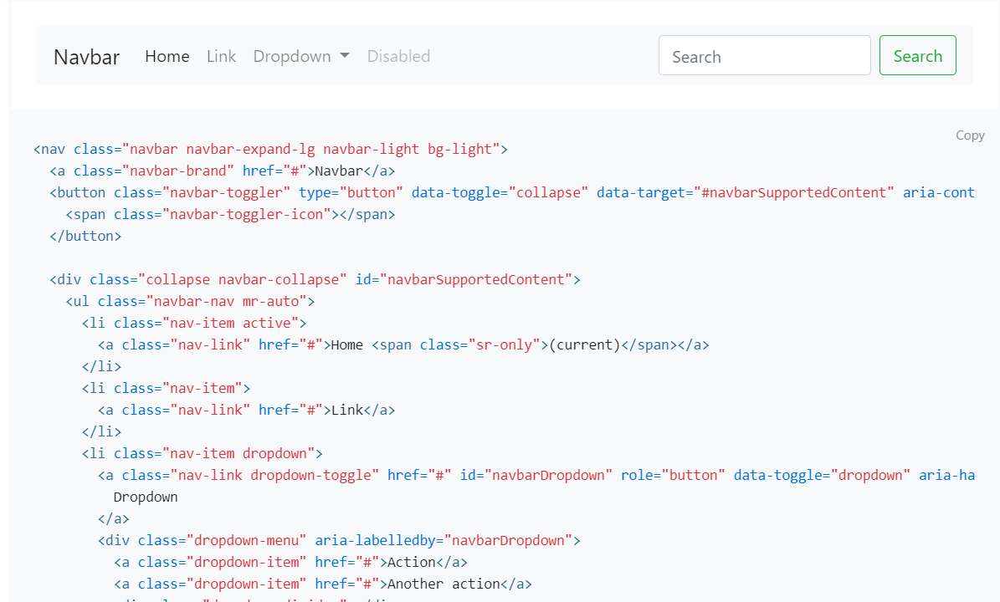 Navbar Home Link Dropdown Disabled Search Search
Copy
<nav class="navbar navbar-expand-lg navbar-light bg-light">
<a class="navbar-brand" href="#">Navbar</a>
<button class="navbar-toggler" type="button" data-toggle="collapse" data-target="#navbarSupportedContent" aria-cont
<span class="navbar-toggler-icon"></span>
</button>
<div class="collapse navbar-collapse" id="navbarSupportedContent">
<ul class="navbar-nav mr-auto">
<li class="nav-item active">
<a class="nav-link" href="#">Home <span class="sr-only">(current)</span></a>
</li>
<li class="nav-item">
<a class="nav-link" href="#">Link</a>
</li>
<li class="nav-item dropdown">
<a class="nav-link dropdown-toggle" href="#" id="navbarDropdown" role="button" data-toggle="dropdown" aria-ha
Dropdown
</a>
<div class="dropdown-menu" aria-labelledby="navbarDropdown">
<a class="dropdown-item" href="#">Action</a>
<a class="dropdown-item" href="#">Another action</a>